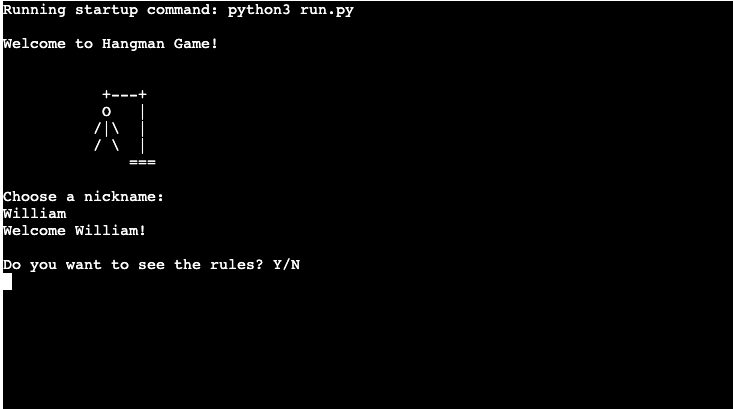 Running startup command: python3 run.py
Welcome to Hangman Game!
+---+
O   |
/|\  |
/ \  |
===
Choose a nickname:
William
Welcome William!
Do you want to see the rules? Y/N